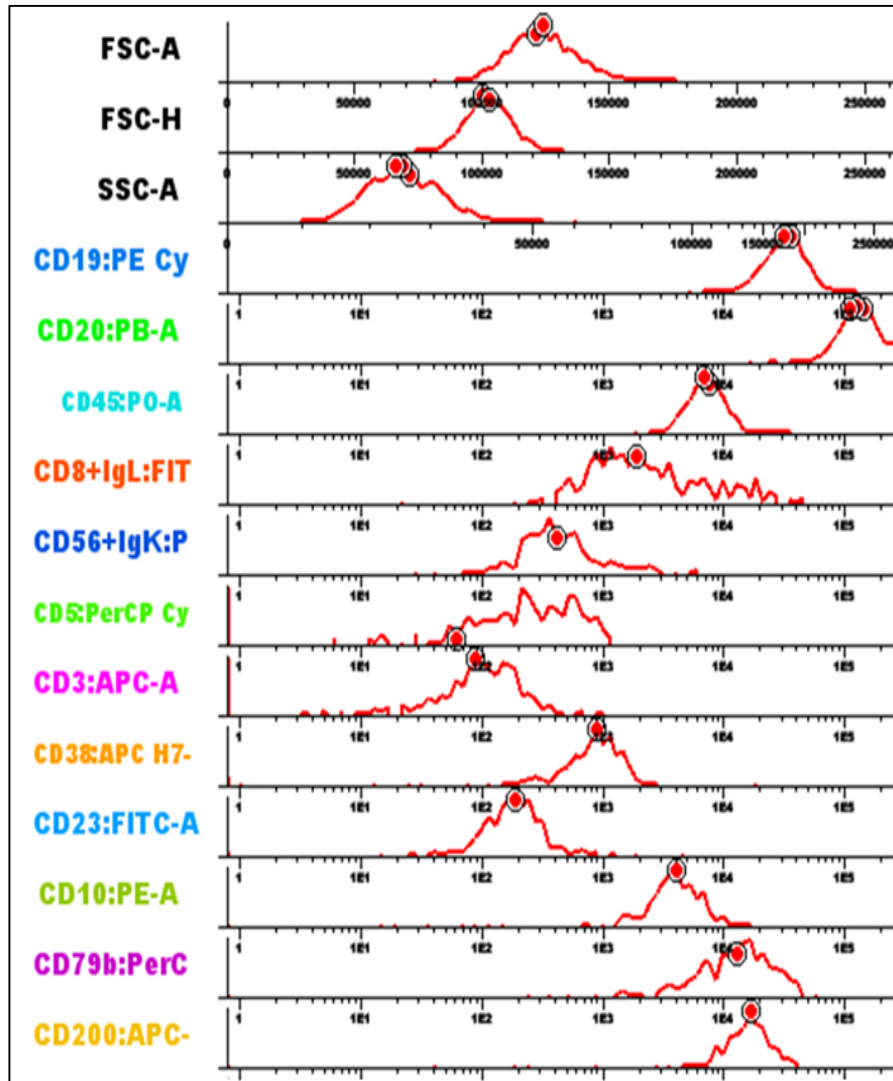 FSC-A
0 50000 100000 150000 200000 250000
FSC-H
0 50000 100000 150000 200000 250000
SSC-A
0 50000 100000 150000 250000
CD19:PE Cy
1 1E1 1E2 1E3 1E4
CD20:PB-A
1 1E1 1E2 1E3 1E4 1E5
CD45:PO-A
1 1E1 1E2 1E3 1E4 1E5
CD8+IgL:FIT
1 1E1 1E2 1E3 1E4 1E5
CD56+IgK:P
1 1E1 1E2 1E3 1E4 1E5
CD5:PerCP Cy
1 1E1 1E2 1E3 1E4 1E5
CD3:APC-A
1 1E1 1E2 1E3 1E4 1E5
CD38:APC H7-
1 1E1 1E2 1E3 1E4 1E5
CD23:FITC-A
1 1E1 1E2 1E3 1E4 1E5
CD10:PE-A
1 1E1 1E2 1E3 1E4 1E5
CD79b:PerC
1 1E1 1E2 1E3 1E4 1E5
CD200:APC-